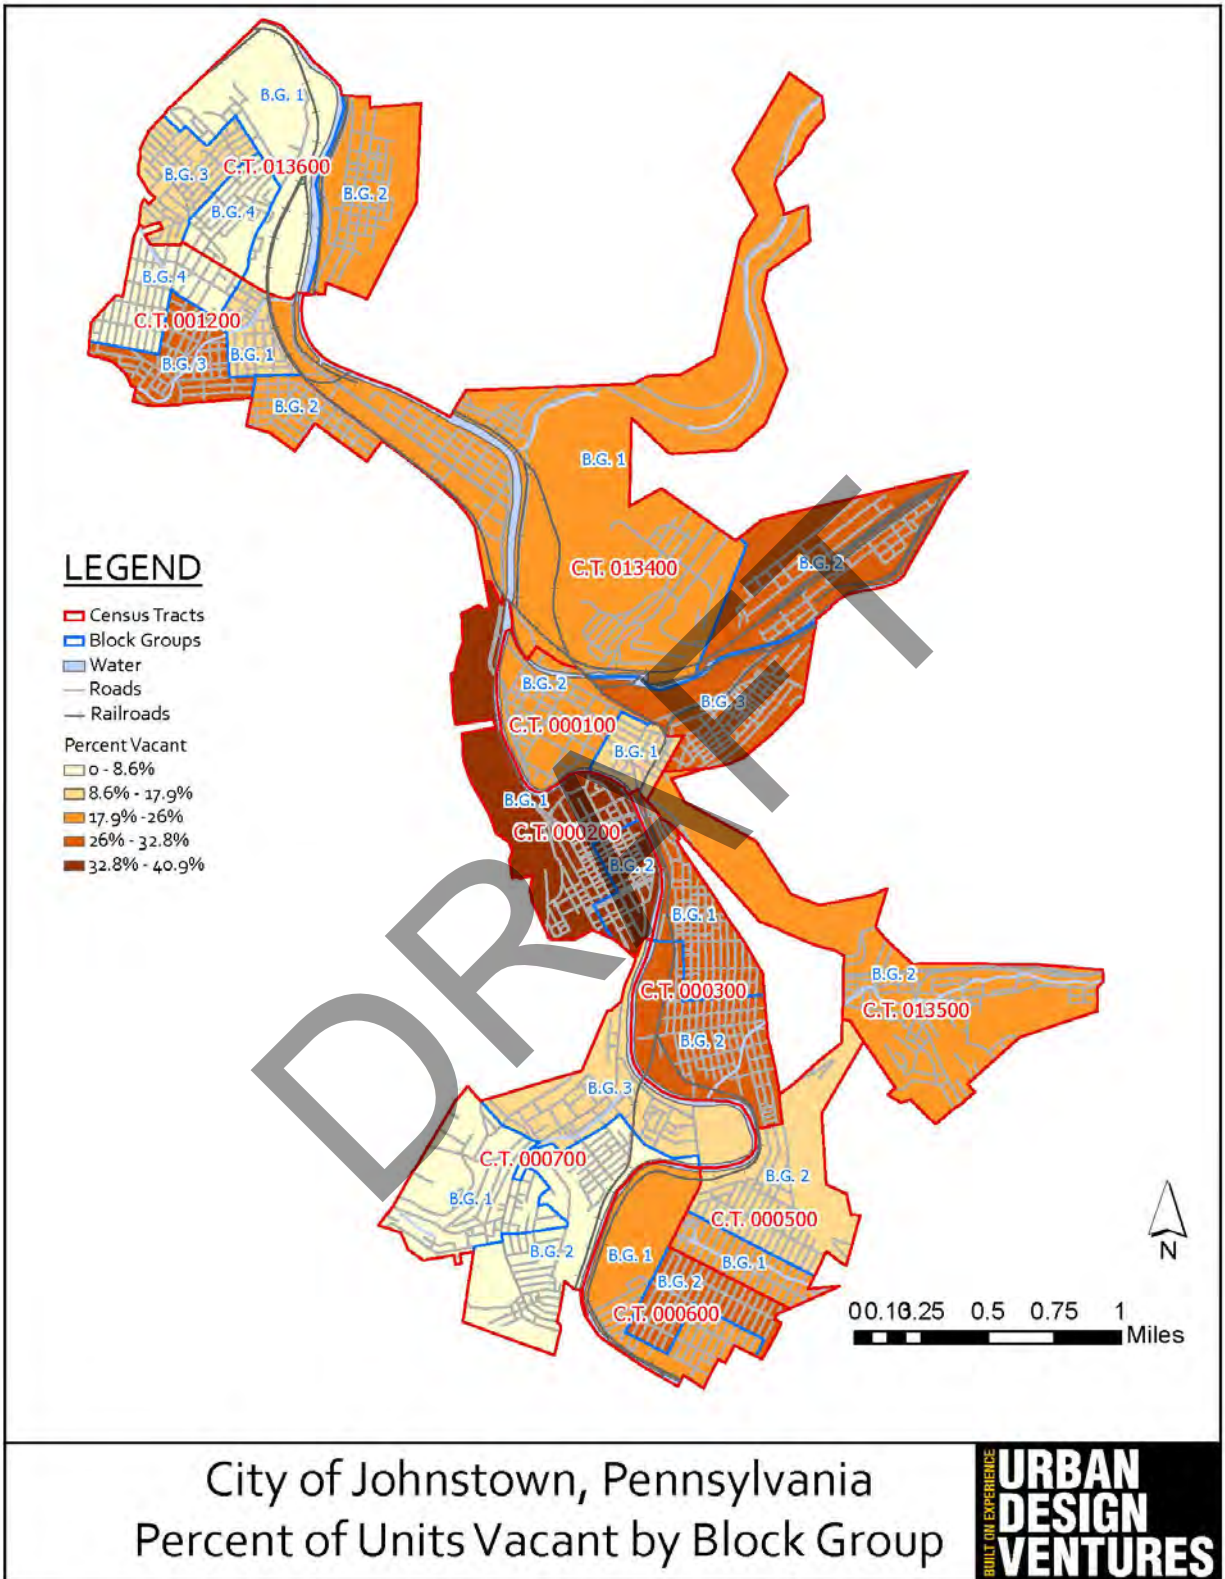 B.G. 1
C.T. 013600
B.G. 3
B.G. 2
B.G. 4
B.G. 4
C.T. 001200
B.G. 3
B.G. 1
B.G. 2
B.G. 1
C.T. 013400
B.G. 2
B.G. 3
B.G. 2
C.T. 000100
B.G. 1
B.G. 1
C.T. 000200
B.G. 2
B.G. 1
B.G. 2
C.T. 000300
C.T. 013500
B.G. 2
B.G. 3
C.T. 000700
B.G. 2
B.G. 1
C.T. 000500
B.G. 2
B.G. 1
B.G. 1
B.G. 2
C.T. 000600
LEGEND
Census Tracts
Block Groups
Water
Roads
Railroads
Percent Vacant
0 - 8.6%
8.6% - 17.9%
17.9% -26%
26% - 32.8%
32.8% - 40.9%
DRAFT
N
0 0.13 0.25 0.5 0.75 1
Miles
City of Johnstown, Pennsylvania
Percent of Units Vacant by Block Group
BUILT ON EXPERIENCE
URBAN
DESIGN
VENTURES